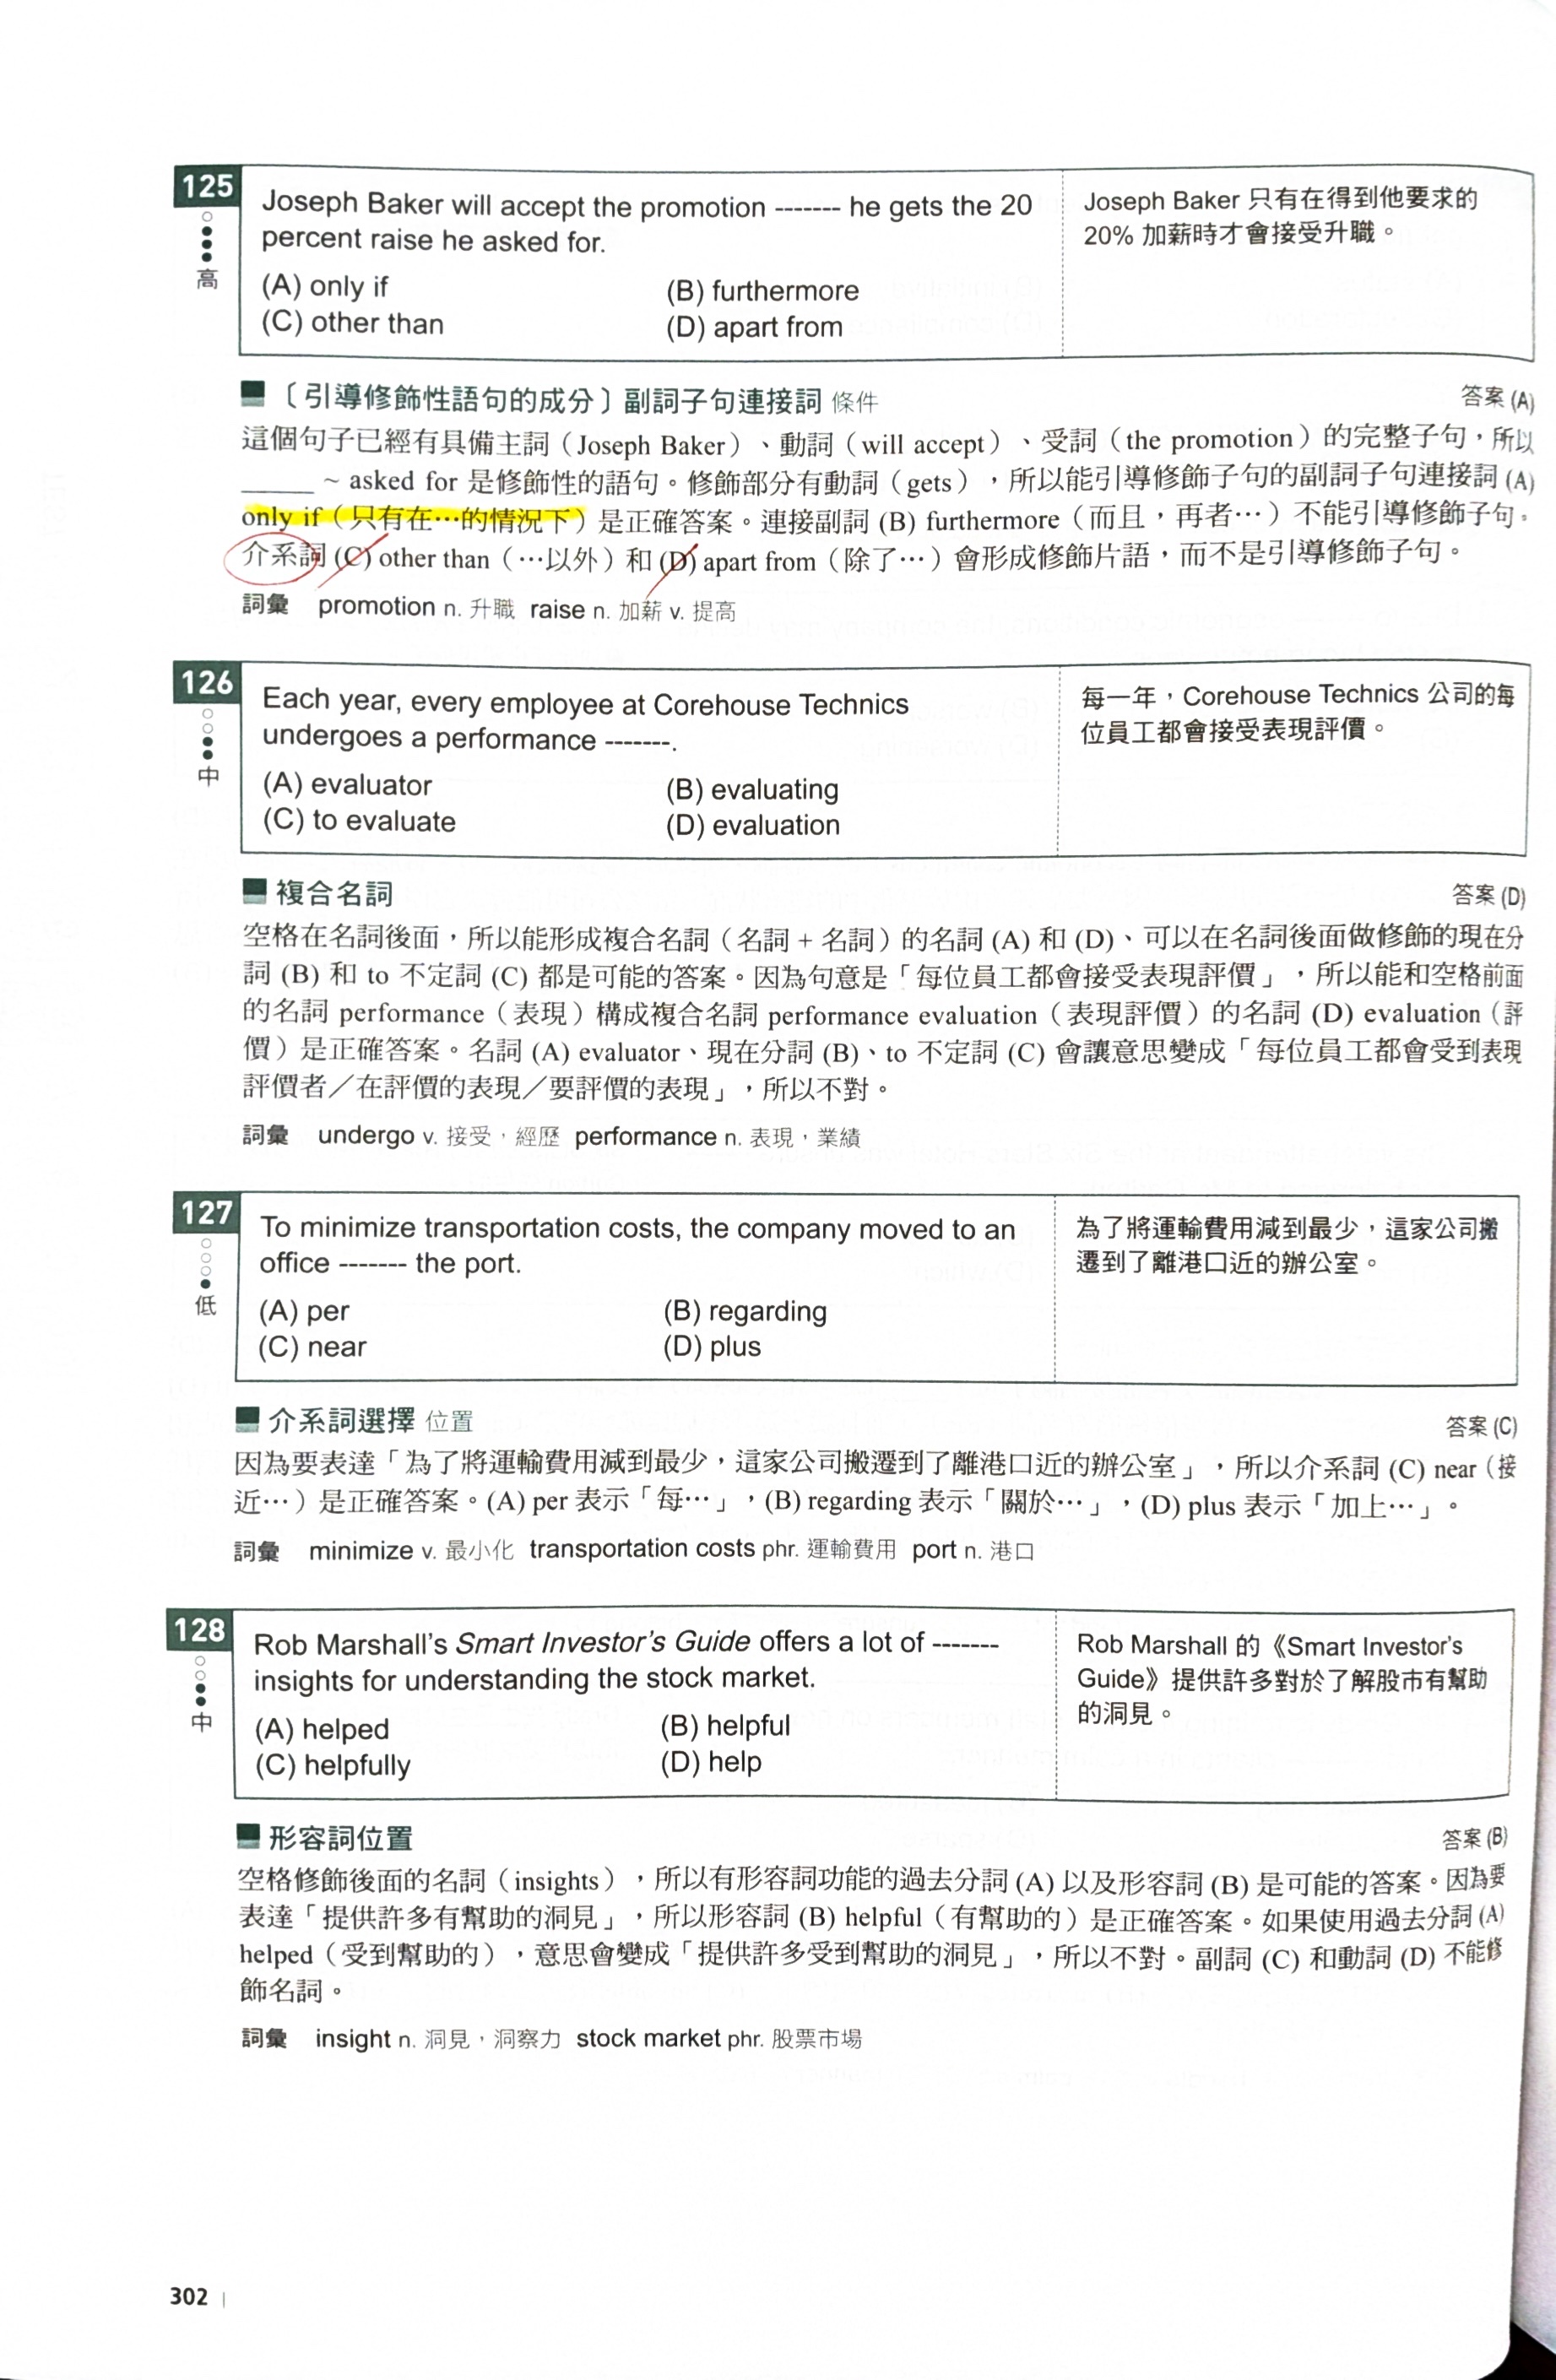 125
高
Joseph Baker will accept the promotion ------- he gets the 20
percent raise he asked for.
(A) only if (B) furthermore
(C) other than (D) apart from
Joseph Baker 只有在得到他要求的
20% 加薪時才會接受升職。
〔引導修飾性語句的成分〕副詞子句連接詞 條件 答案 (A)
這個句子已經有具備主詞（Joseph Baker）、動詞（will accept）、受詞（the promotion）的完整子句，所以
_____ ~ asked for 是修飾性的語句。修飾部分有動詞（gets），所以能引導修飾子句的副詞子句連接詞 (A)
only if（只有在…的情況下）是正確答案。連接副詞 (B) furthermore（而且，再者…）不能引導修飾子句。
介系詞 (C) other than（…以外）和 (D) apart from（除了…）會形成修飾片語，而不是引導修飾子句。
詞彙 promotion n. 升職 raise n. 加薪 v. 提高
126
中
Each year, every employee at Corehouse Technics
undergoes a performance -------.
(A) evaluator (B) evaluating
(C) to evaluate (D) evaluation
每一年，Corehouse Technics 公司的每
位員工都會接受表現評價。
複合名詞 答案 (D)
空格在名詞後面，所以能形成複合名詞（名詞 + 名詞）的名詞 (A) 和 (D)、可以在名詞後面做修飾的現在分
詞 (B) 和 to 不定詞 (C) 都是可能的答案。因為句意是「每位員工都會接受表現評價」，所以能和空格前面
的名詞 performance（表現）構成複合名詞 performance evaluation（表現評價）的名詞 (D) evaluation（評
價）是正確答案。名詞 (A) evaluator、現在分詞 (B)、to 不定詞 (C) 會讓意思變成「每位員工都會受到表現
評價者／在評價的表現／要評價的表現」，所以不對。
詞彙 undergo v. 接受，經歷 performance n. 表現，業績
127
低
To minimize transportation costs, the company moved to an
office ------- the port.
(A) per (B) regarding
(C) near (D) plus
為了將運輸費用減到最少，這家公司搬
遷到了離港口近的辦公室。
介系詞選擇 位置 答案 (C)
因為要表達「為了將運輸費用減到最少，這家公司搬遷到了離港口近的辦公室」，所以介系詞 (C) near（接
近…）是正確答案。(A) per 表示「每…」，(B) regarding 表示「關於…」，(D) plus 表示「加上…」。
詞彙 minimize v. 最小化 transportation costs phr. 運輸費用 port n. 港口
128
中
Rob Marshall's Smart Investor's Guide offers a lot of -------
insights for understanding the stock market.
(A) helped (B) helpful
(C) helpfully (D) help
Rob Marshall 的《Smart Investor's
Guide》提供許多對於了解股市有幫助
的洞見。
形容詞位置 答案 (B)
空格修飾後面的名詞（insights），所以有形容詞功能的過去分詞 (A) 以及形容詞 (B) 是可能的答案。因為要
表達「提供許多有幫助的洞見」，所以形容詞 (B) helpful（有幫助的）是正確答案。如果使用過去分詞 (A)
helped（受到幫助的），意思會變成「提供許多受到幫助的洞見」，所以不對。副詞 (C) 和動詞 (D) 不能修
飾名詞。
詞彙 insight n. 洞見，洞察力 stock market phr. 股票市場
302